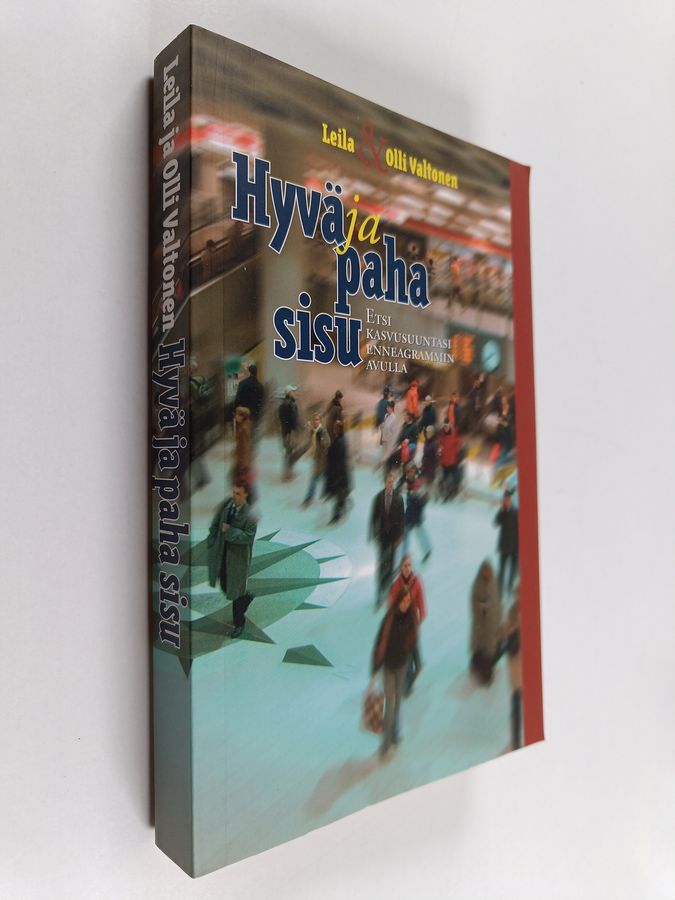 Leila & Olli Valtonen
Hyvä ja
paha
sisu
ETSI
KASVUSUUNTASI
ENNEAGRAMMIN
AVULLA
Leila ja Olli Valtonen Hyvä ja paha sisu